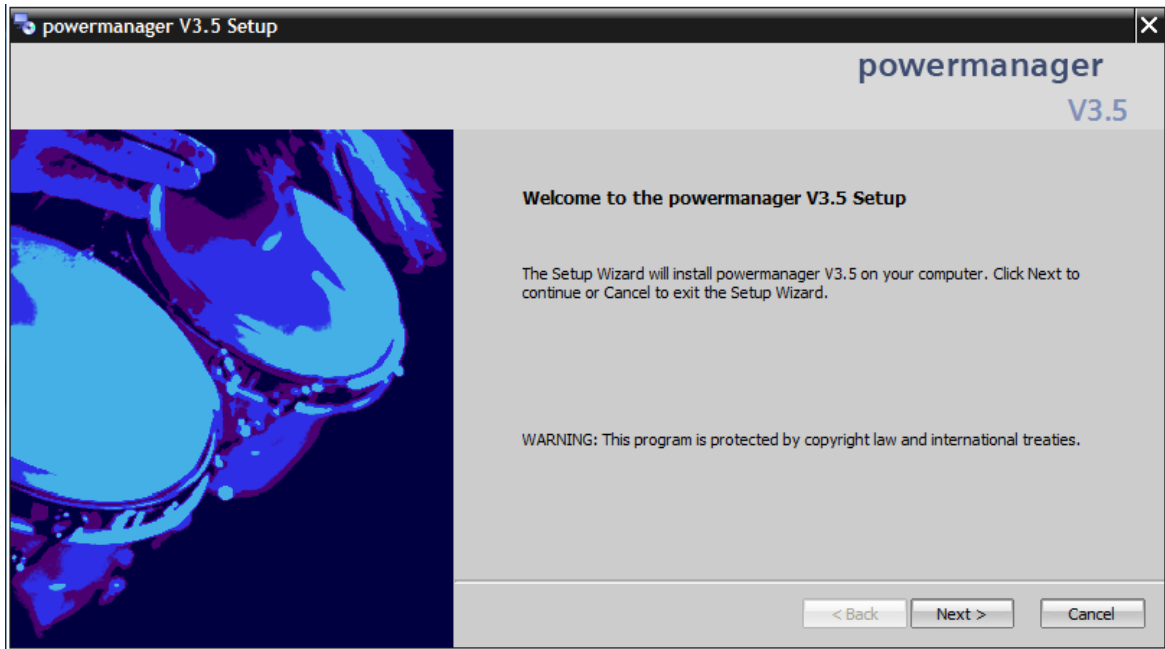 powermanager V3.5 Setup
powermanager
V3.5
Welcome to the powermanager V3.5 Setup
The Setup Wizard will install powermanager V3.5 on your computer. Click Next to
continue or Cancel to exit the Setup Wizard.
WARNING: This program is protected by copyright law and international treaties.
< Back Next > Cancel